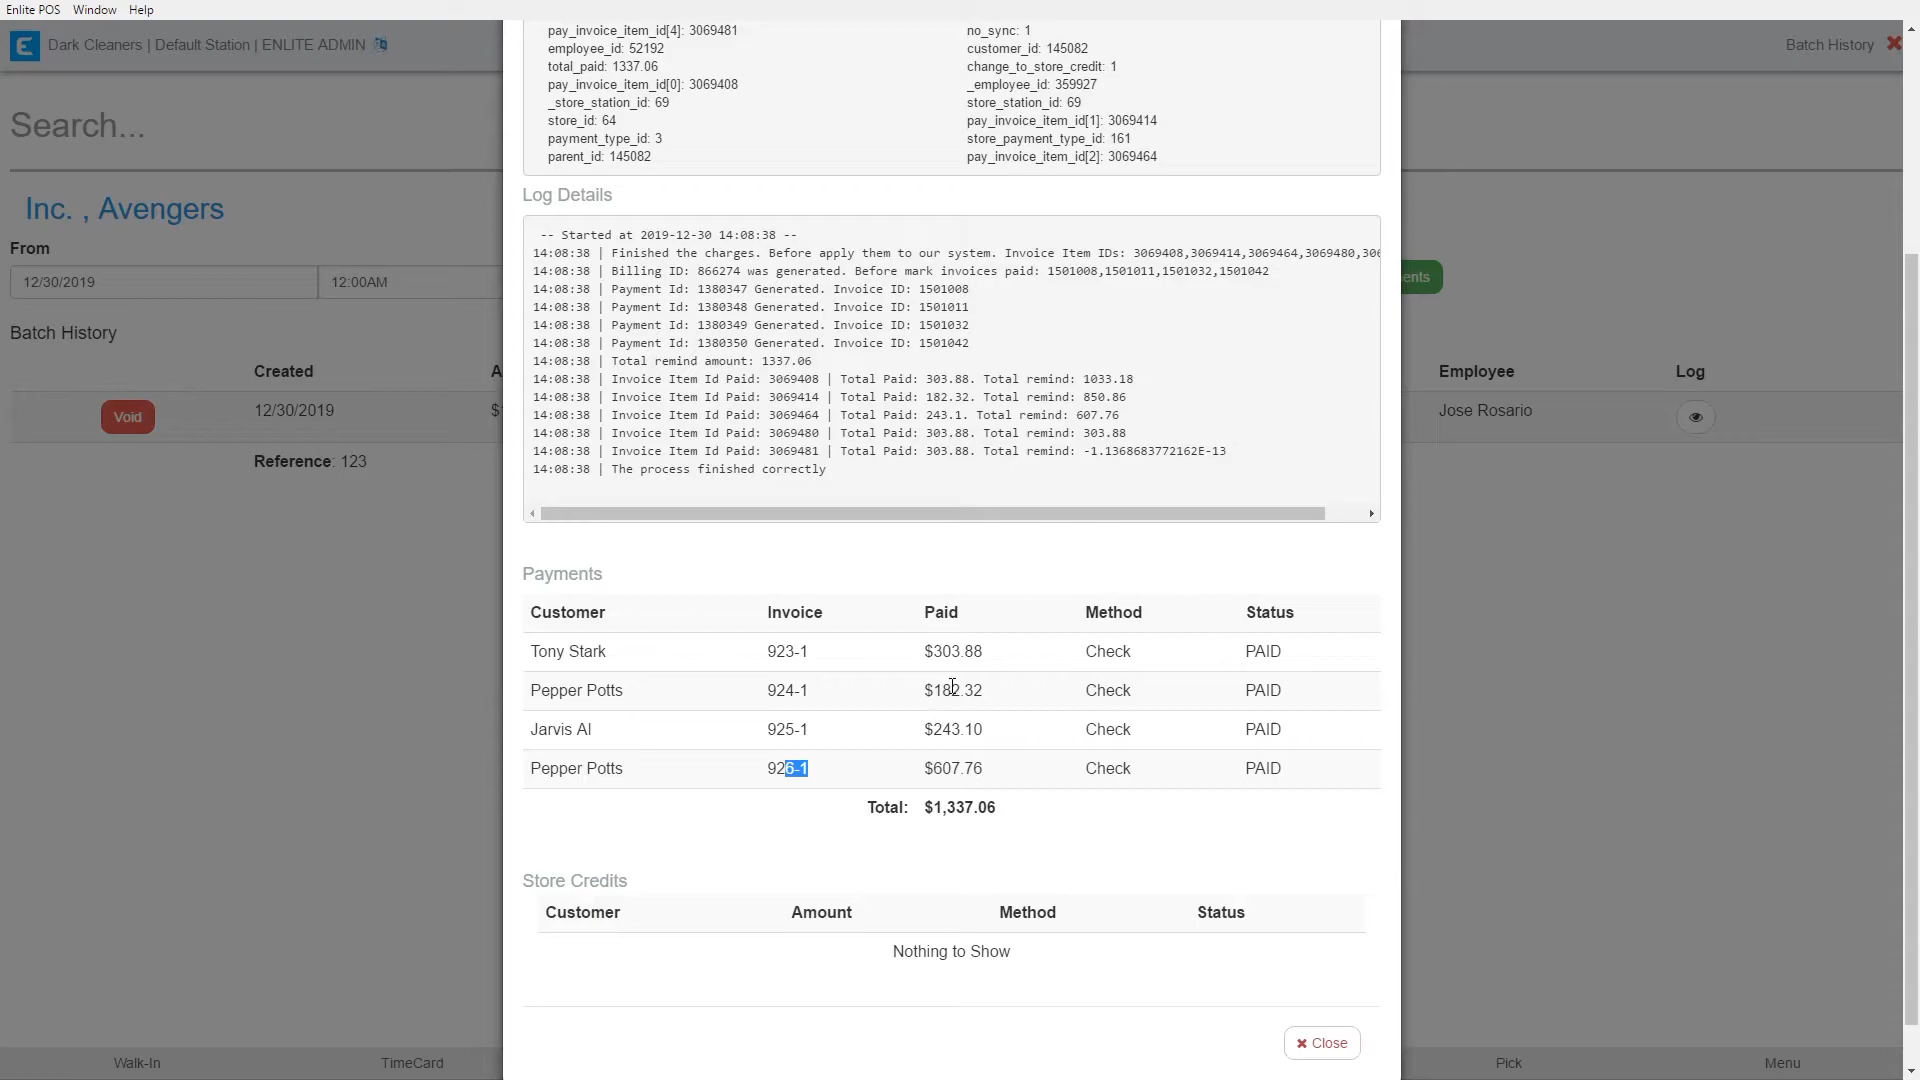 Enlite POS Window Help
Dark Cleaners | Default Station | ENLITE ADMIN
Batch History
Search...
Inc. , Avengers
From
12/30/2019 12:00AM
ents
Batch History
Created A
Void 12/30/2019 $
Reference: 123
Employee Log
Jose Rosario
pay_invoice_item_id[4]: 3069481 no_sync: 1
employee_id: 52192 customer_id: 145082
total_paid: 1337.06 change_to_store_credit: 1
pay_invoice_item_id[0]: 3069408 _employee_id: 359927
_store_station_id: 69 store_station_id: 69
store_id: 64 pay_invoice_item_id[1]: 3069414
payment_type_id: 3 store_payment_type_id: 161
parent_id: 145082 pay_invoice_item_id[2]: 3069464
Log Details
-- Started at 2019-12-30 14:08:38 --
14:08:38 | Finished the charges. Before apply them to our system. Invoice Item IDs: 3069408,3069414,3069464,3069480,306
14:08:38 | Billing ID: 866274 was generated. Before mark invoices paid: 1501008,1501011,1501032,1501042
14:08:38 | Payment Id: 1380347 Generated. Invoice ID: 1501008
14:08:38 | Payment Id: 1380348 Generated. Invoice ID: 1501011
14:08:38 | Payment Id: 1380349 Generated. Invoice ID: 1501032
14:08:38 | Payment Id: 1380350 Generated. Invoice ID: 1501042
14:08:38 | Total remind amount: 1337.06
14:08:38 | Invoice Item Id Paid: 3069408 | Total Paid: 303.88. Total remind: 1033.18
14:08:38 | Invoice Item Id Paid: 3069414 | Total Paid: 182.32. Total remind: 850.86
14:08:38 | Invoice Item Id Paid: 3069464 | Total Paid: 243.1. Total remind: 607.76
14:08:38 | Invoice Item Id Paid: 3069480 | Total Paid: 303.88. Total remind: 303.88
14:08:38 | Invoice Item Id Paid: 3069481 | Total Paid: 303.88. Total remind: -1.1368683772162E-13
14:08:38 | The process finished correctly
Payments
Customer Invoice Paid Method Status
Tony Stark 923-1 $303.88 Check PAID
Pepper Potts 924-1 $182.32 Check PAID
Jarvis AI 925-1 $243.10 Check PAID
Pepper Potts 926-1 $607.76 Check PAID
Total: $1,337.06
Store Credits
Customer Amount Method Status
Nothing to Show
Close
Walk-In TimeCard Pick Menu